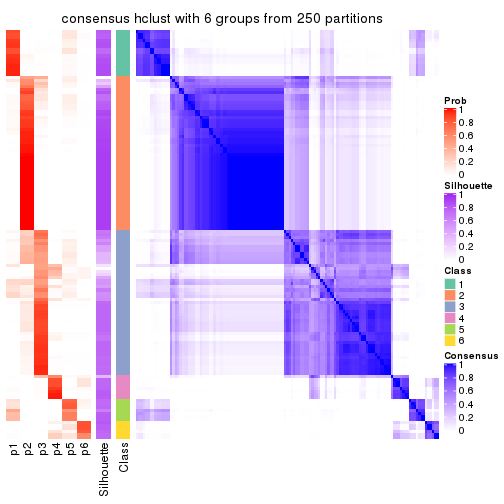 consensus hclust with 6 groups from 250 partitions
Prob
1
0.8
0.6
0.4
0.2
0
Silhouette
1
0.8
0.6
0.4
0.2
0
Class
1
2
3
4
5
6
Consensus
1
0.8
0.6
0.4
0.2
0
p1
p2
p3
p4
p5
p6
Silhouette
Class